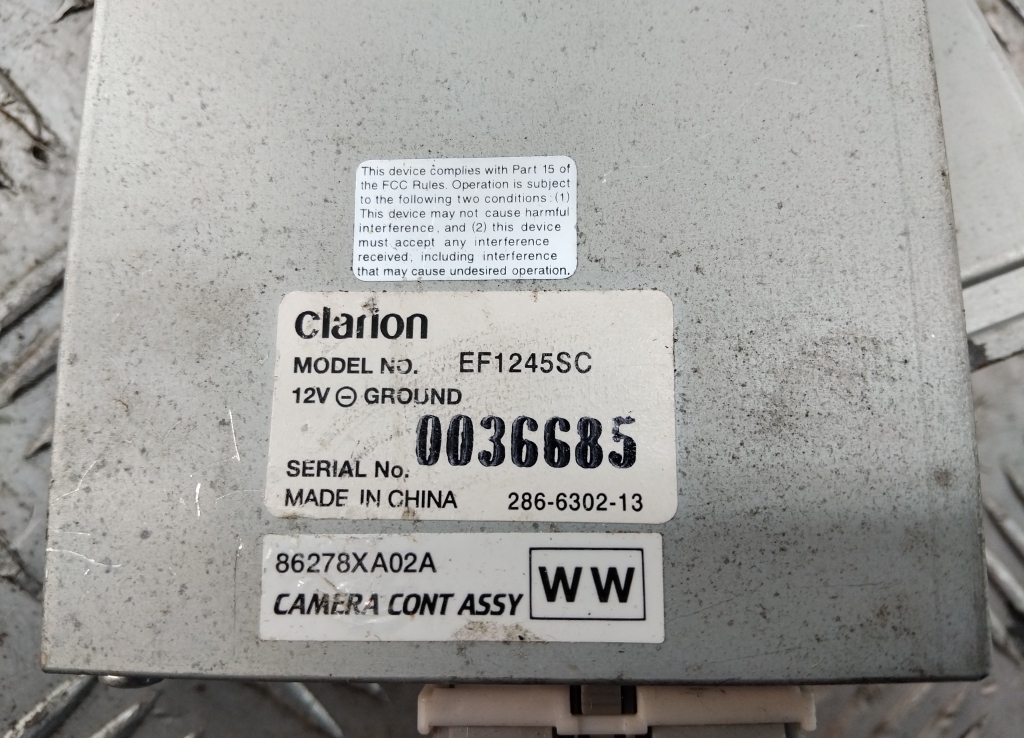 This device complies with Part 15 of
the FCC Rules. Operation is subject
to the following two conditions: (1)
This device may not cause harmful
interference, and (2) this device
must accept any interference
received, including interference
that may cause undesired operation.
clarion
MODEL NO. EF1245SC
12V ⊖ GROUND
SERIAL No. 0036685
MADE IN CHINA 286-6302-13
86278XA02A
CAMERA CONT ASSY WW